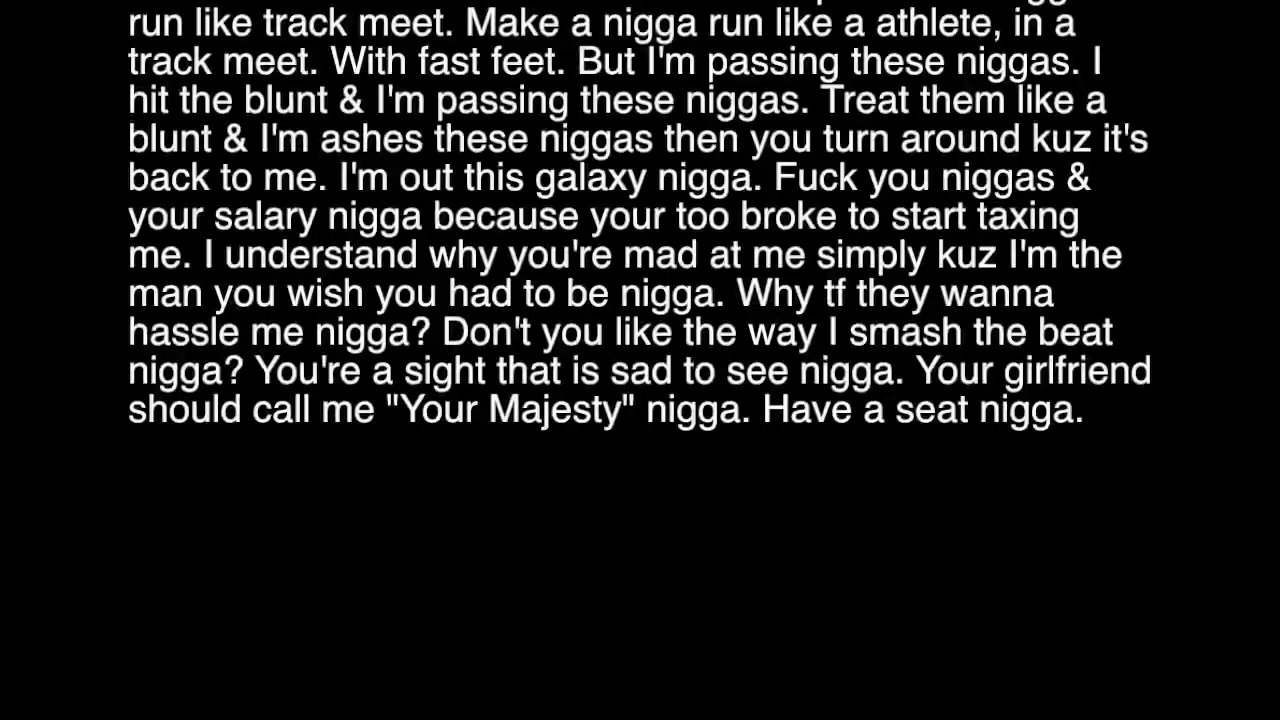 run like track meet. Make a nigga run like a athlete, in a
track meet. With fast feet. But I'm passing these niggas. I
hit the blunt & I'm passing these niggas. Treat them like a
blunt & I'm ashes these niggas then you turn around kuz it's
back to me. I'm out this galaxy nigga. Fuck you niggas &
your salary nigga because your too broke to start taxing
me. I understand why you're mad at me simply kuz I'm the
man you wish you had to be nigga. Why tf they wanna
hassle me nigga? Don't you like the way I smash the beat
nigga? You're a sight that is sad to see nigga. Your girlfriend
should call me "Your Majesty" nigga. Have a seat nigga.